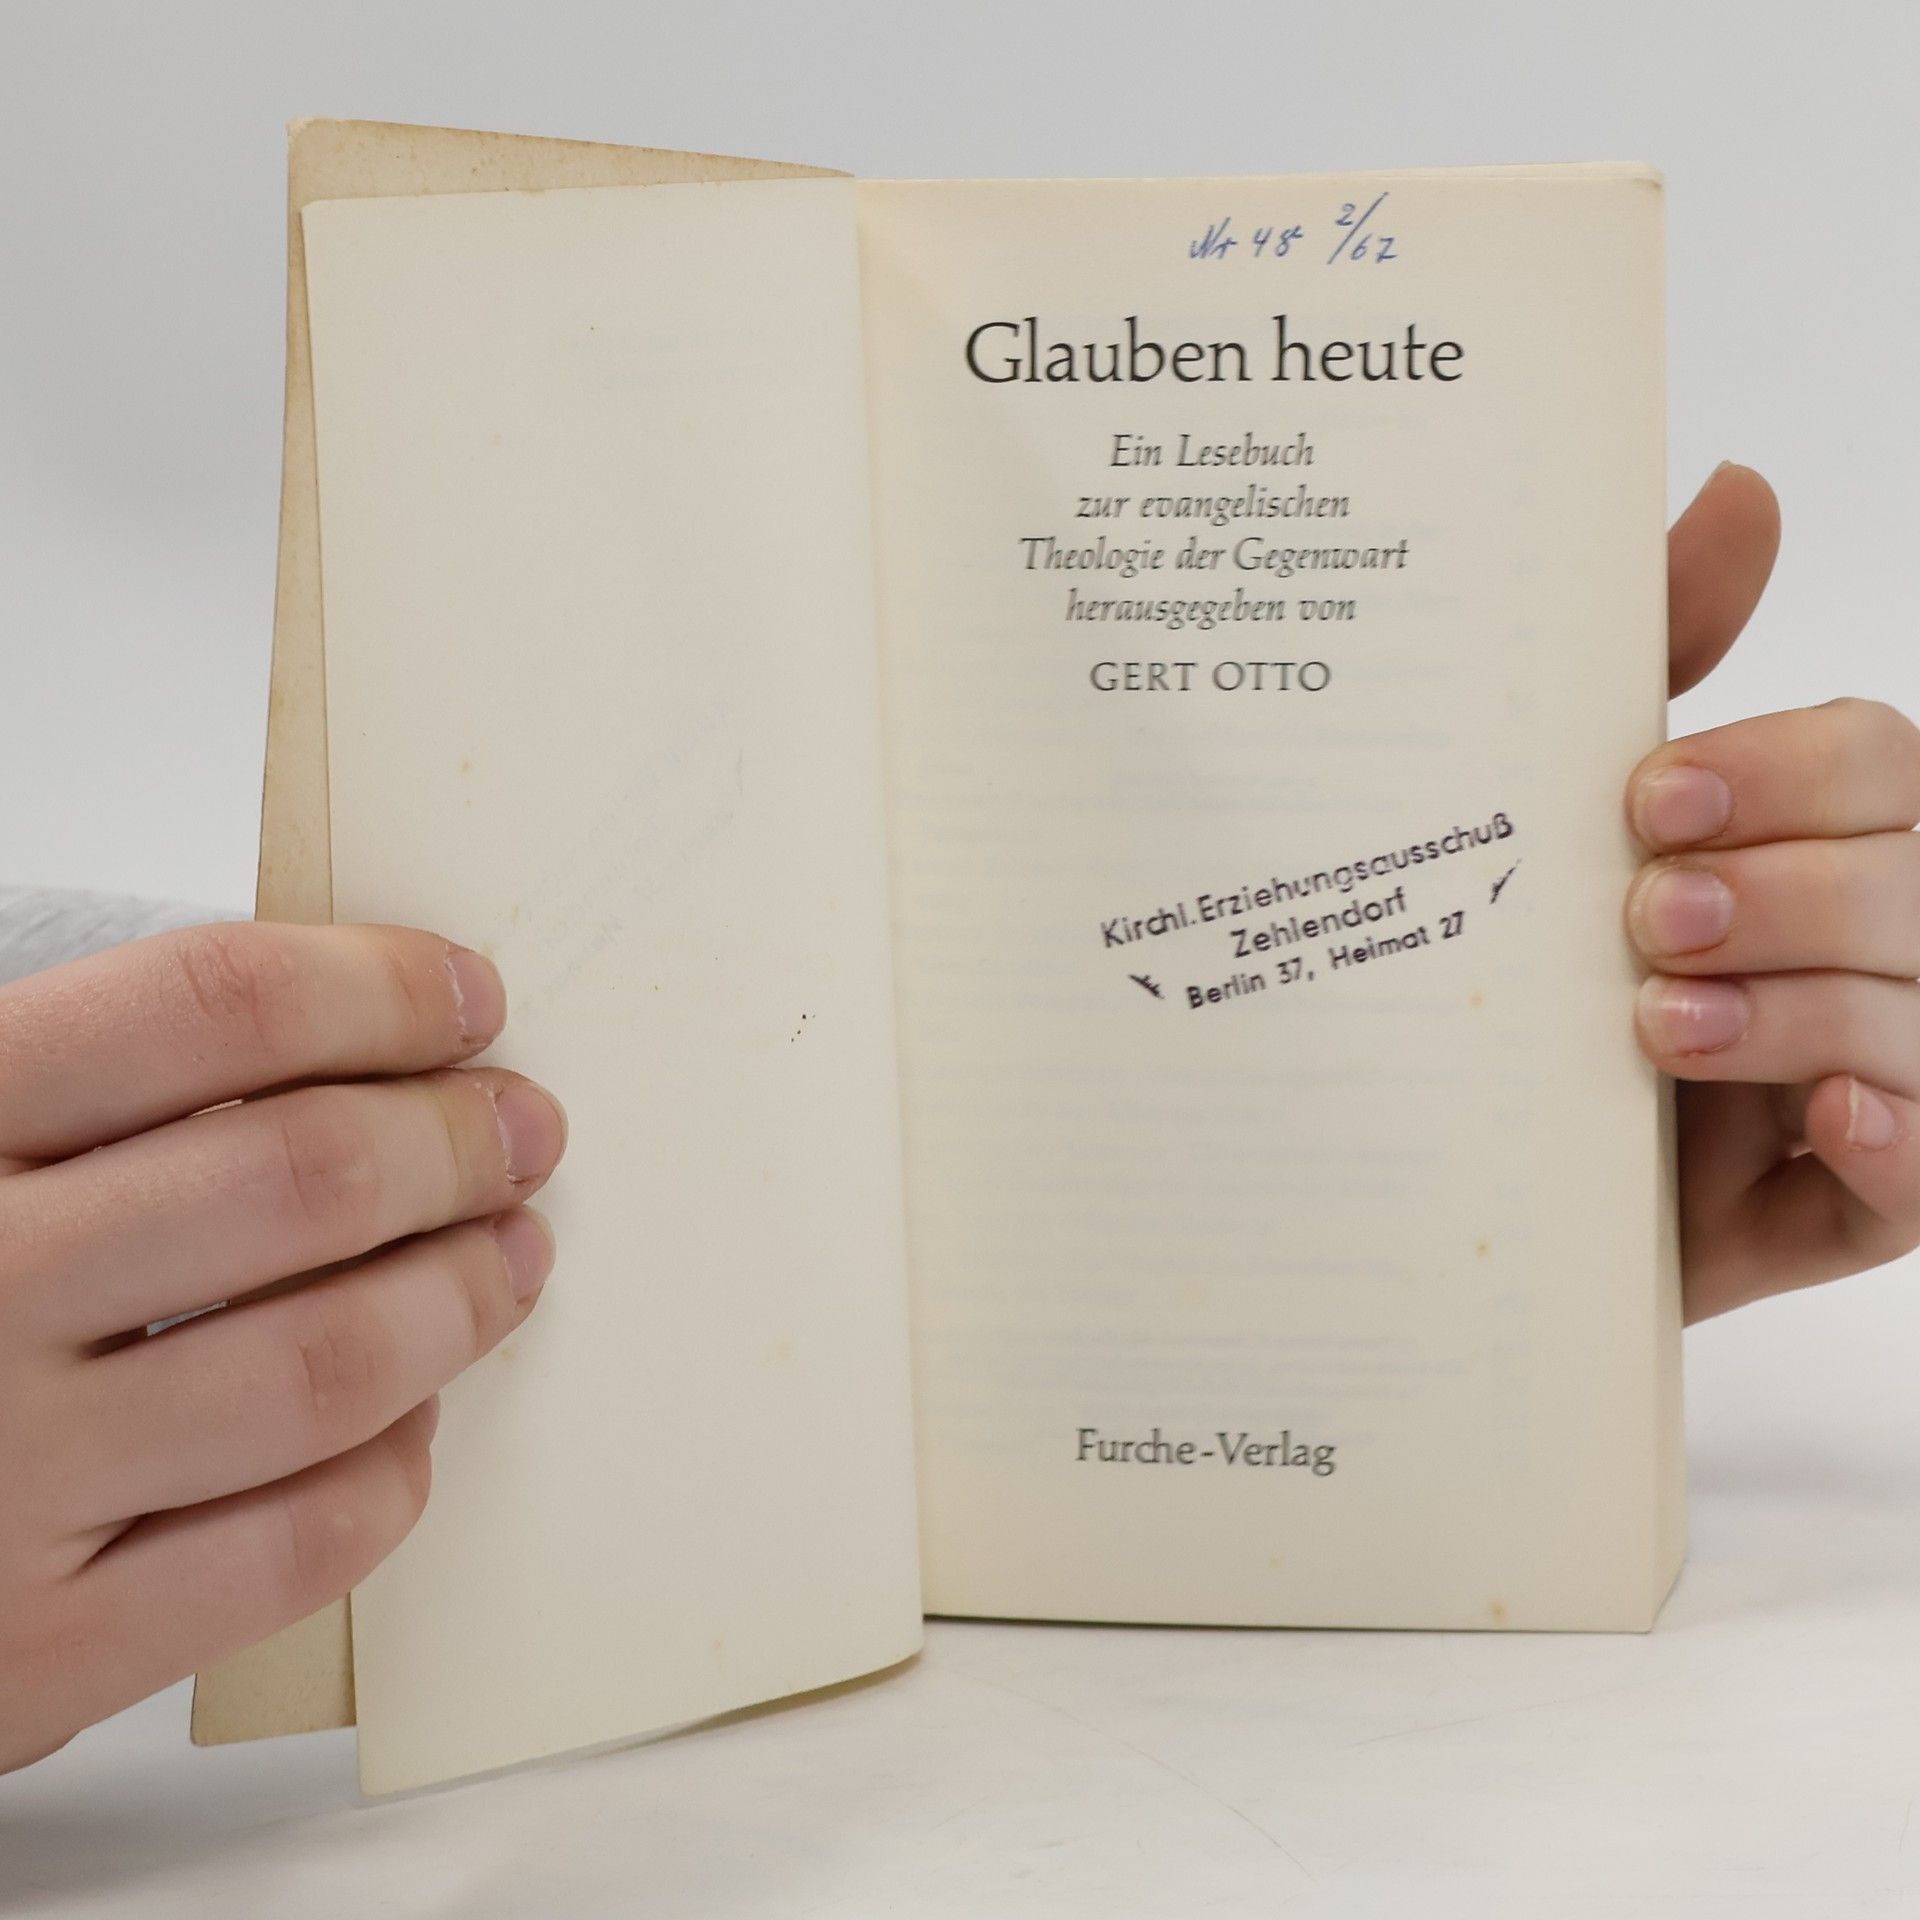 Nr 48 2/67
Glauben heute
Ein Lesebuch
zur evangelischen
Theologie der Gegenwart
herausgegeben von
GERT OTTO
Kirchl.Erziehungsausschuß
Zehlendorf
Berlin 37, Heimat 27
Furche-Verlag